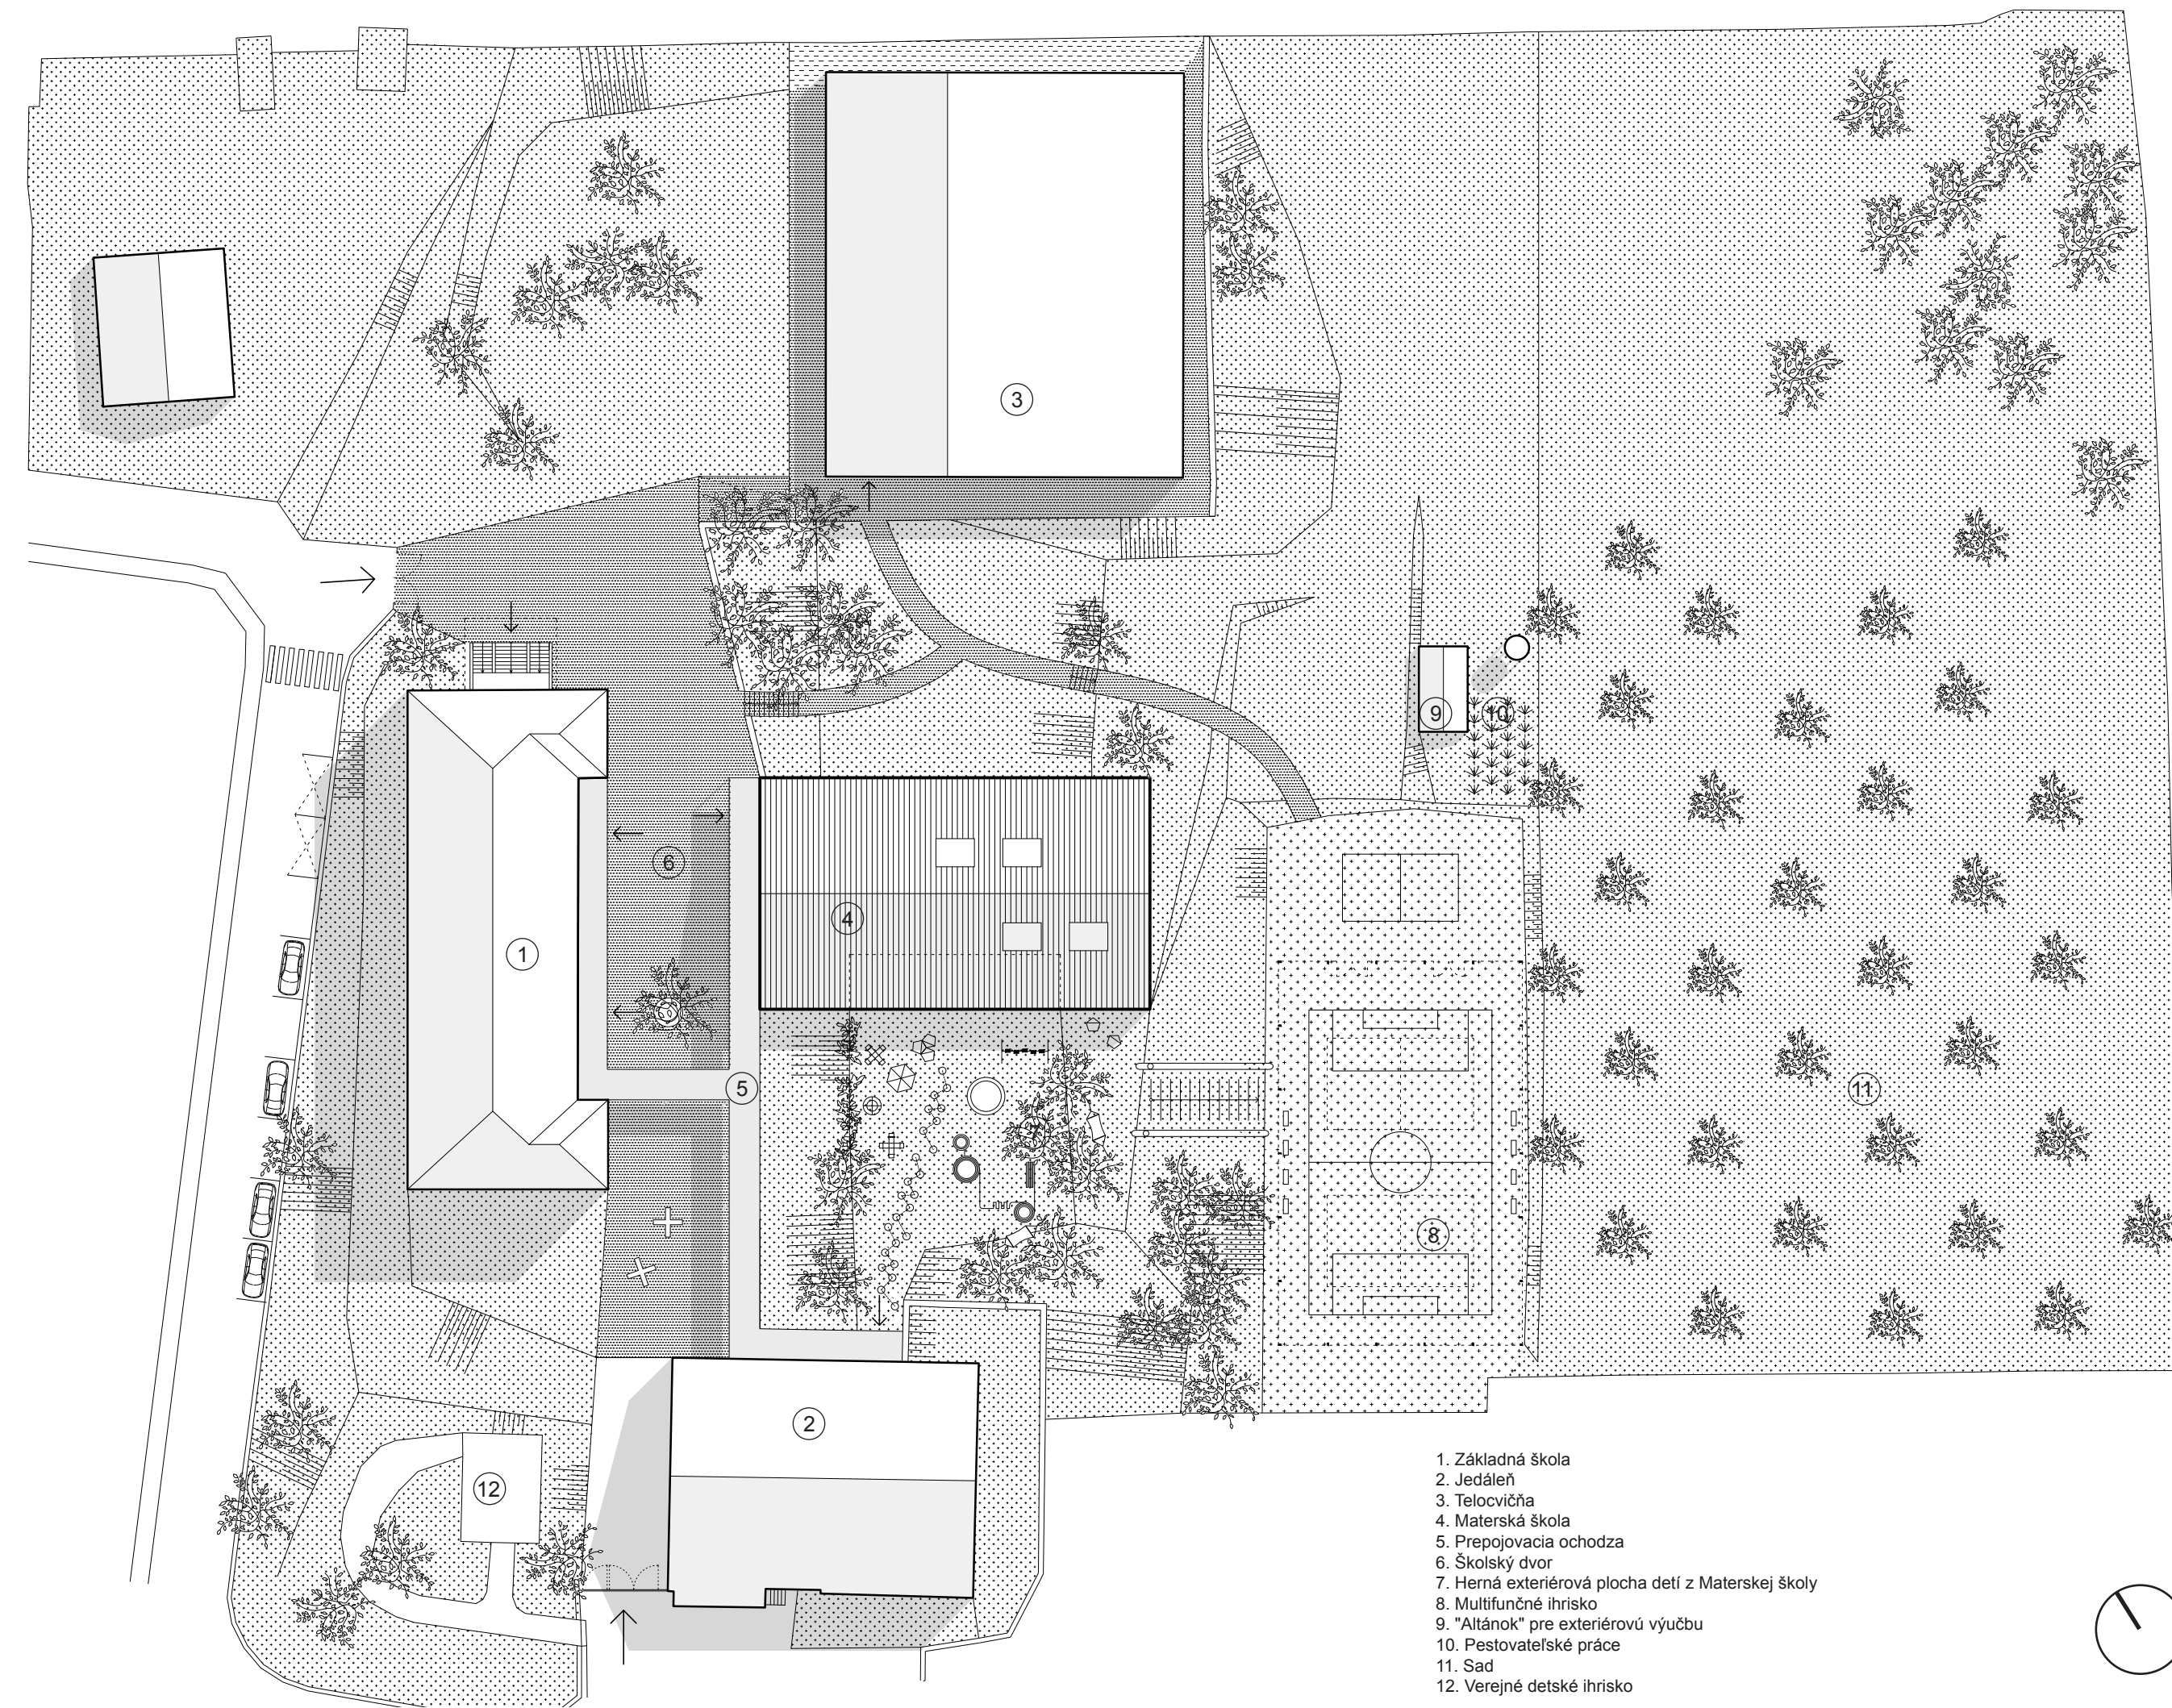 3
9
10
6
4
1
5
11
7
8
2
12
1. Základná škola
2. Jedáleň
3. Telocvičňa
4. Materská škola
5. Prepojovacia ochodza
6. Školský dvor
7. Herná exteriérová plocha detí z Materskej školy
8. Multifunčné ihrisko
9. "Altánok" pre exteriérovú výučbu
10. Pestovateľské práce
11. Sad
12. Verejné detské ihrisko